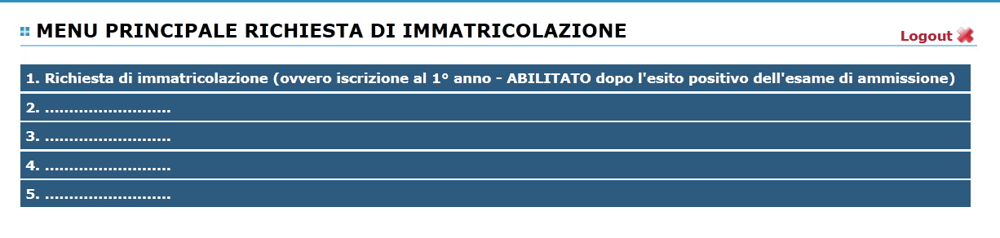 MENU PRINCIPALE RICHIESTA DI IMMATRICOLAZIONE
Logout
1. Richiesta di immatricolazione (ovvero iscrizione al 1° anno - ABILITATO dopo l'esito positivo dell'esame di ammissione)
2. ..........................
3. ..........................
4. ..........................
5. ..........................